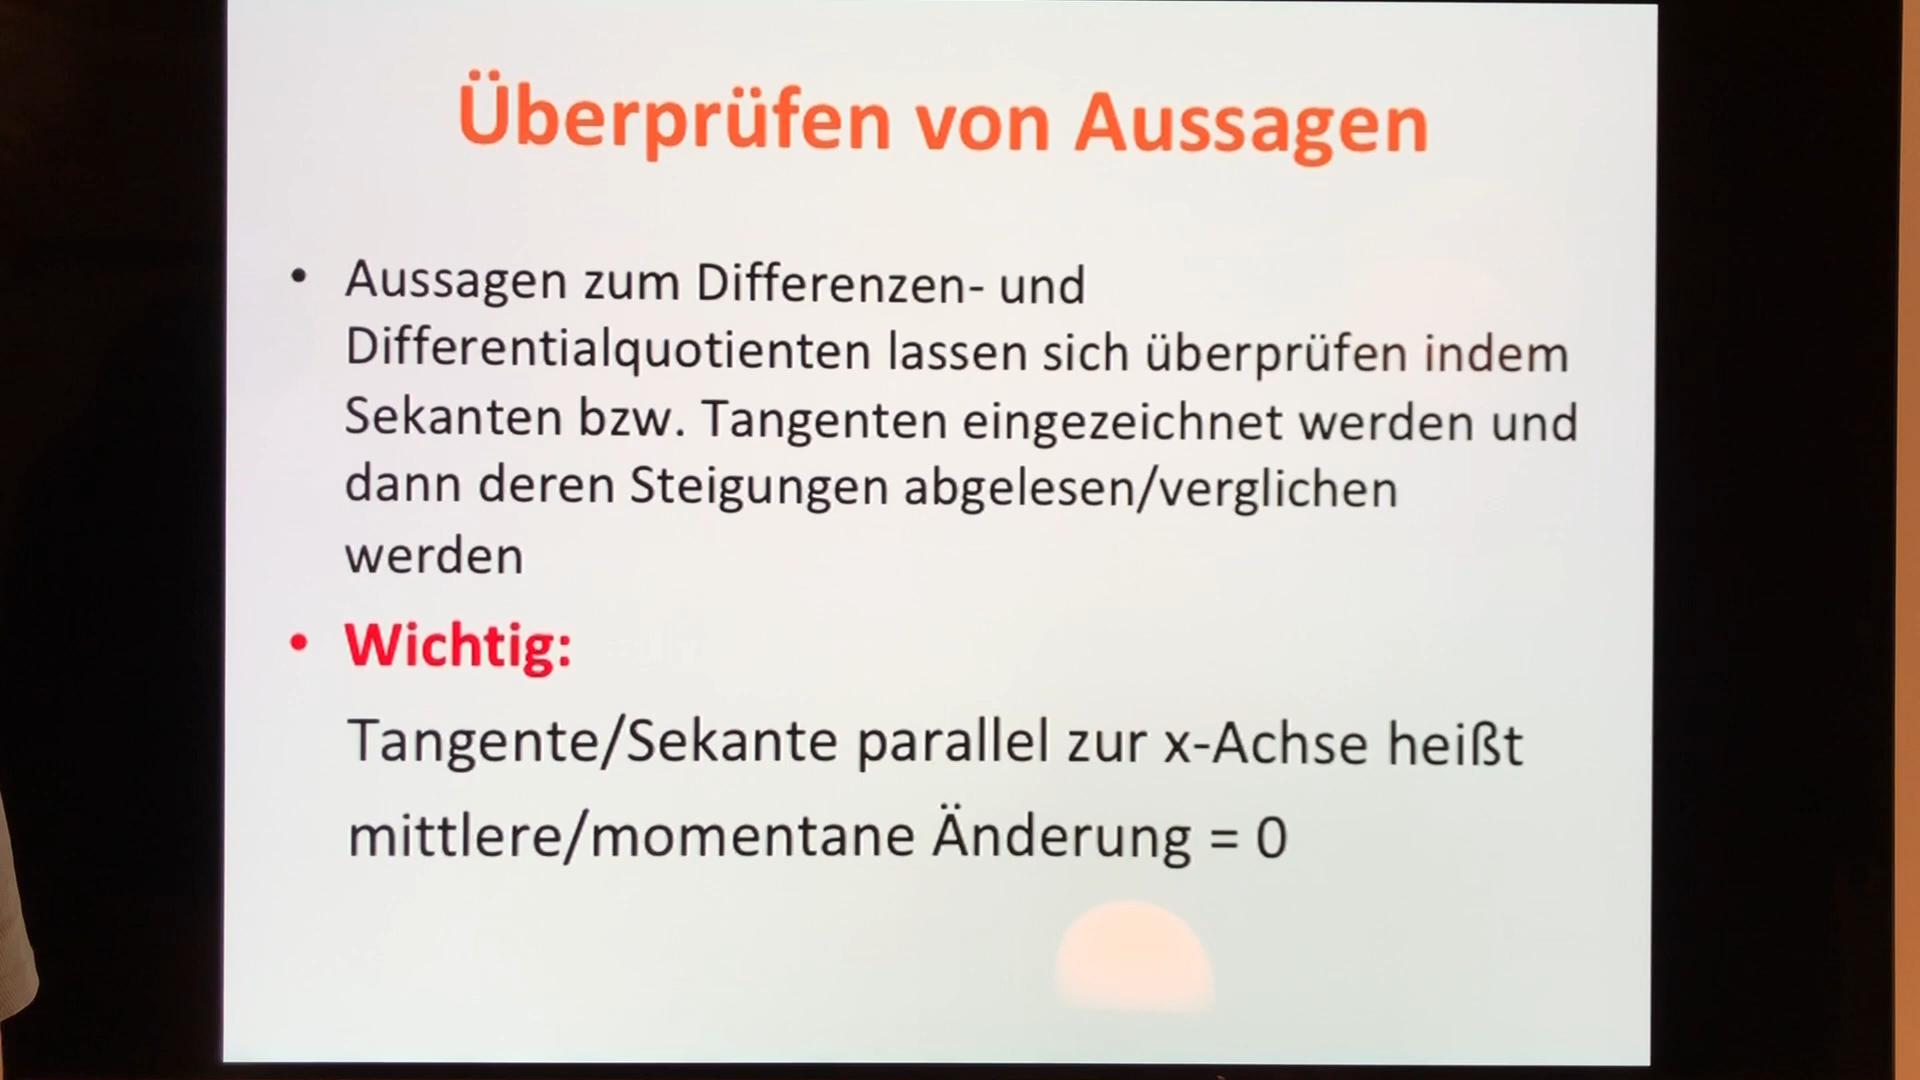 Überprüfen von Aussagen
• Aussagen zum Differenzen- und
Differentialquotienten lassen sich überprüfen indem
Sekanten bzw. Tangenten eingezeichnet werden und
dann deren Steigungen abgelesen/verglichen
werden
• Wichtig:
Tangente/Sekante parallel zur x-Achse heißt
mittlere/momentane Änderung = 0